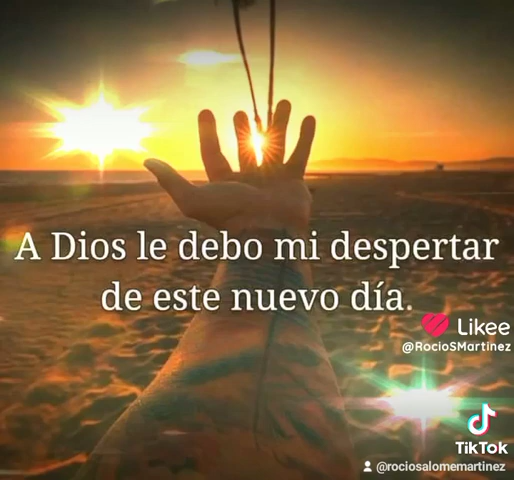 A Dios le debo mi despertar
de este nuevo día.
Likee
@RocioSMartinez
TikTok
@rociosalomemartinez